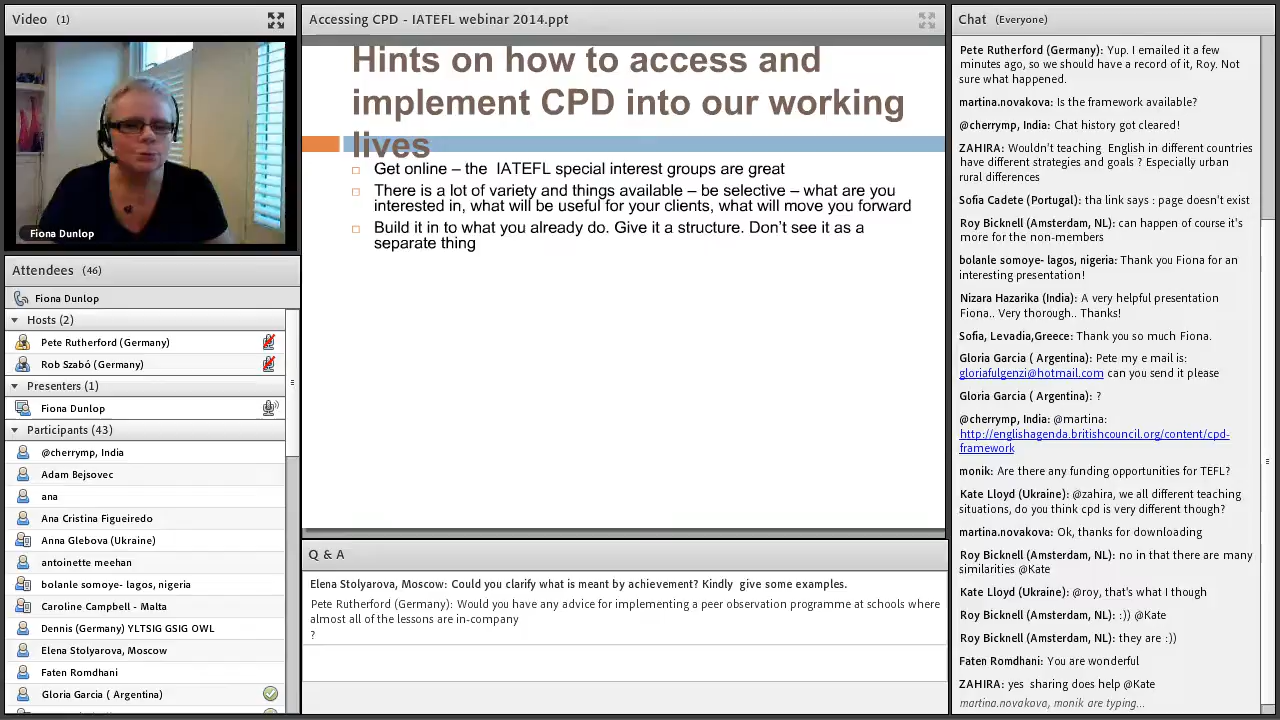 Video (1)
Fiona Dunlop
Attendees (46)
Fiona Dunlop
Hosts (2)
Pete Rutherford (Germany)
Rob Szabó (Germany)
Presenters (1)
Fiona Dunlop
Participants (43)
@cherrymp, India
Adam Bejsovec
ana
Ana Cristina Figueiredo
Anna Glebova (Ukraine)
antoinette meehan
bolanle somoye- lagos, nigeria
Caroline Campbell - Malta
Dennis (Germany) YLTSIG GSIG OWL
Elena Stolyarova, Moscow
Faten Romdhani
Gloria Garcia ( Argentina)
Accessing CPD - IATEFL webinar 2014.ppt
Hints on how to access and
implement CPD into our working
lives
Get online – the IATEFL special interest groups are great
There is a lot of variety and things available – be selective – what are you
interested in, what will be useful for your clients, what will move you forward
Build it in to what you already do. Give it a structure. Don’t see it as a
separate thing
Q & A
Elena Stolyarova, Moscow: Could you clarify what is meant by achievement? Kindly give some examples.
Pete Rutherford (Germany): Would you have any advice for implementing a peer observation programme at schools where
almost all of the lessons are in-company
?
Chat (Everyone)
Pete Rutherford (Germany): Yup. I emailed it a few
minutes ago, so we should have a record of it, Roy. Not
sure what happened.
martina.novakova: Is the framework available?
@cherrymp, India: Chat history got cleared!
ZAHIRA: Wouldn't teaching English in different countries
have different strategies and goals ? Especially urban
rural differences
Sofia Cadete (Portugal): tha link says : page doesn't exist
Roy Bicknell (Amsterdam, NL): can happen of course it's
more for the non-members
bolanle somoye- lagos, nigeria: Thank you Fiona for an
interesting presentation!
Nizara Hazarika (India): A very helpful presentation
Fiona.. Very thorough.. Thanks!
Sofia, Levadia,Greece: Thank you so much Fiona.
Gloria Garcia ( Argentina): Pete my e mail is:
gloriafulgenzi@hotmail.com can you send it please
Gloria Garcia ( Argentina): ?
@cherrymp, India: @martina:
http://englishagenda.britishcouncil.org/content/cpd-
framework
monik: Are there any funding opportunities for TEFL?
Kate Lloyd (Ukraine): @zahira, we all different teaching
situations, do you think cpd is very different though?
martina.novakova: Ok, thanks for downloading
Roy Bicknell (Amsterdam, NL): no in that there are many
similarities @Kate
Kate Lloyd (Ukraine): @roy, that's what I though
Roy Bicknell (Amsterdam, NL): :)) @Kate
Roy Bicknell (Amsterdam, NL): they are :))
Faten Romdhani: You are wonderful
ZAHIRA: yes sharing does help @Kate
martina.novakova, monik are typing...